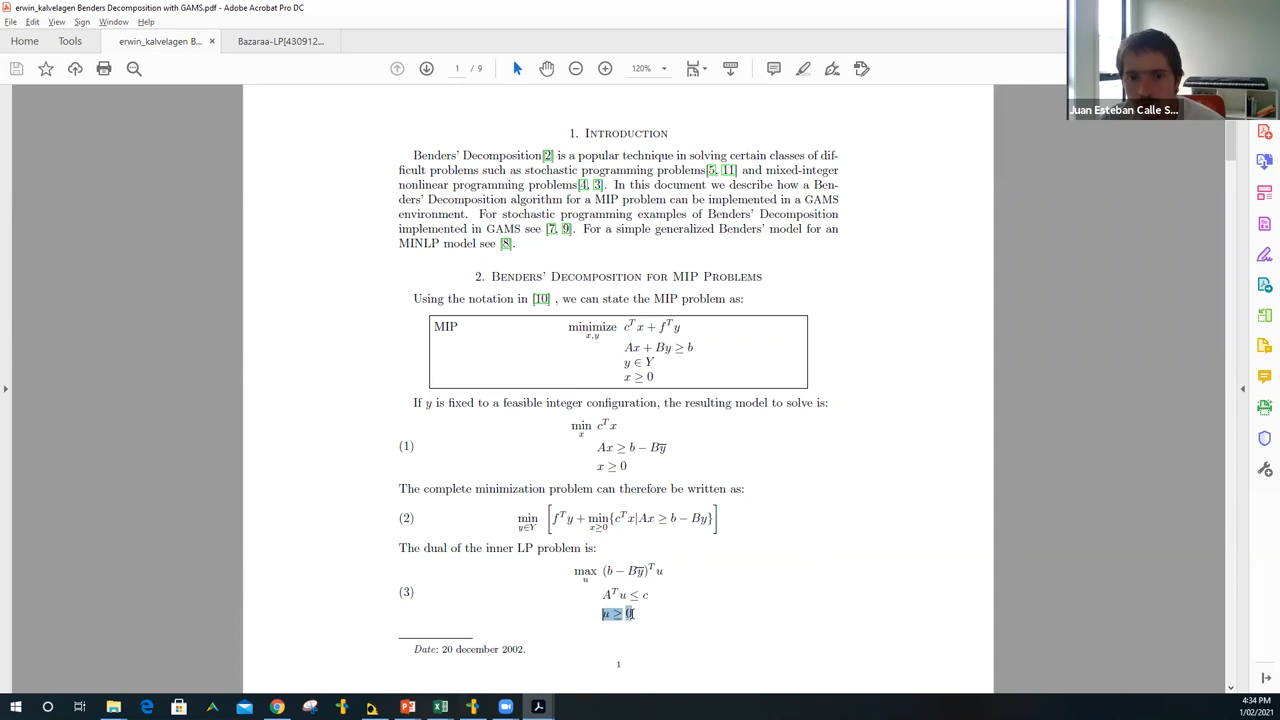 erwin_kalvelagen Benders Decomposition with GAMS.pdf - Adobe Acrobat Pro DC
File Edit View Sign Window Help
Home Tools erwin_kalvelagen B... × Bazaraa-LP[430912...
1 / 9 120%
Juan Esteban Calle S...
1. Introduction
Benders' Decomposition[2] is a popular technique in solving certain classes of dif-
ficult problems such as stochastic programming problems[5, 11] and mixed-integer
nonlinear programming problems[4, 3]. In this document we describe how a Ben-
ders' Decomposition algorithm for a MIP problem can be implemented in a GAMS
environment. For stochastic programming examples of Benders' Decomposition
implemented in GAMS see [7, 9]. For a simple generalized Benders' model for an
MINLP model see [8].
2. Benders' Decomposition for MIP Problems
Using the notation in [10] , we can state the MIP problem as:
MIP minimize x,y c^T x + f^T y
Ax + By ≥ b
y ∈ Y
x ≥ 0
If y is fixed to a feasible integer configuration, the resulting model to solve is:
min x c^T x
(1) Ax ≥ b − By̅
x ≥ 0
The complete minimization problem can therefore be written as:
(2) min y∈Y [f^T y + min x≥0 {c^T x|Ax ≥ b − By}]
The dual of the inner LP problem is:
max u (b − By̅)^T u
(3) A^T u ≤ c
u ≥ 0
Date: 20 december 2002.
1
4:34 PM
1/02/2021